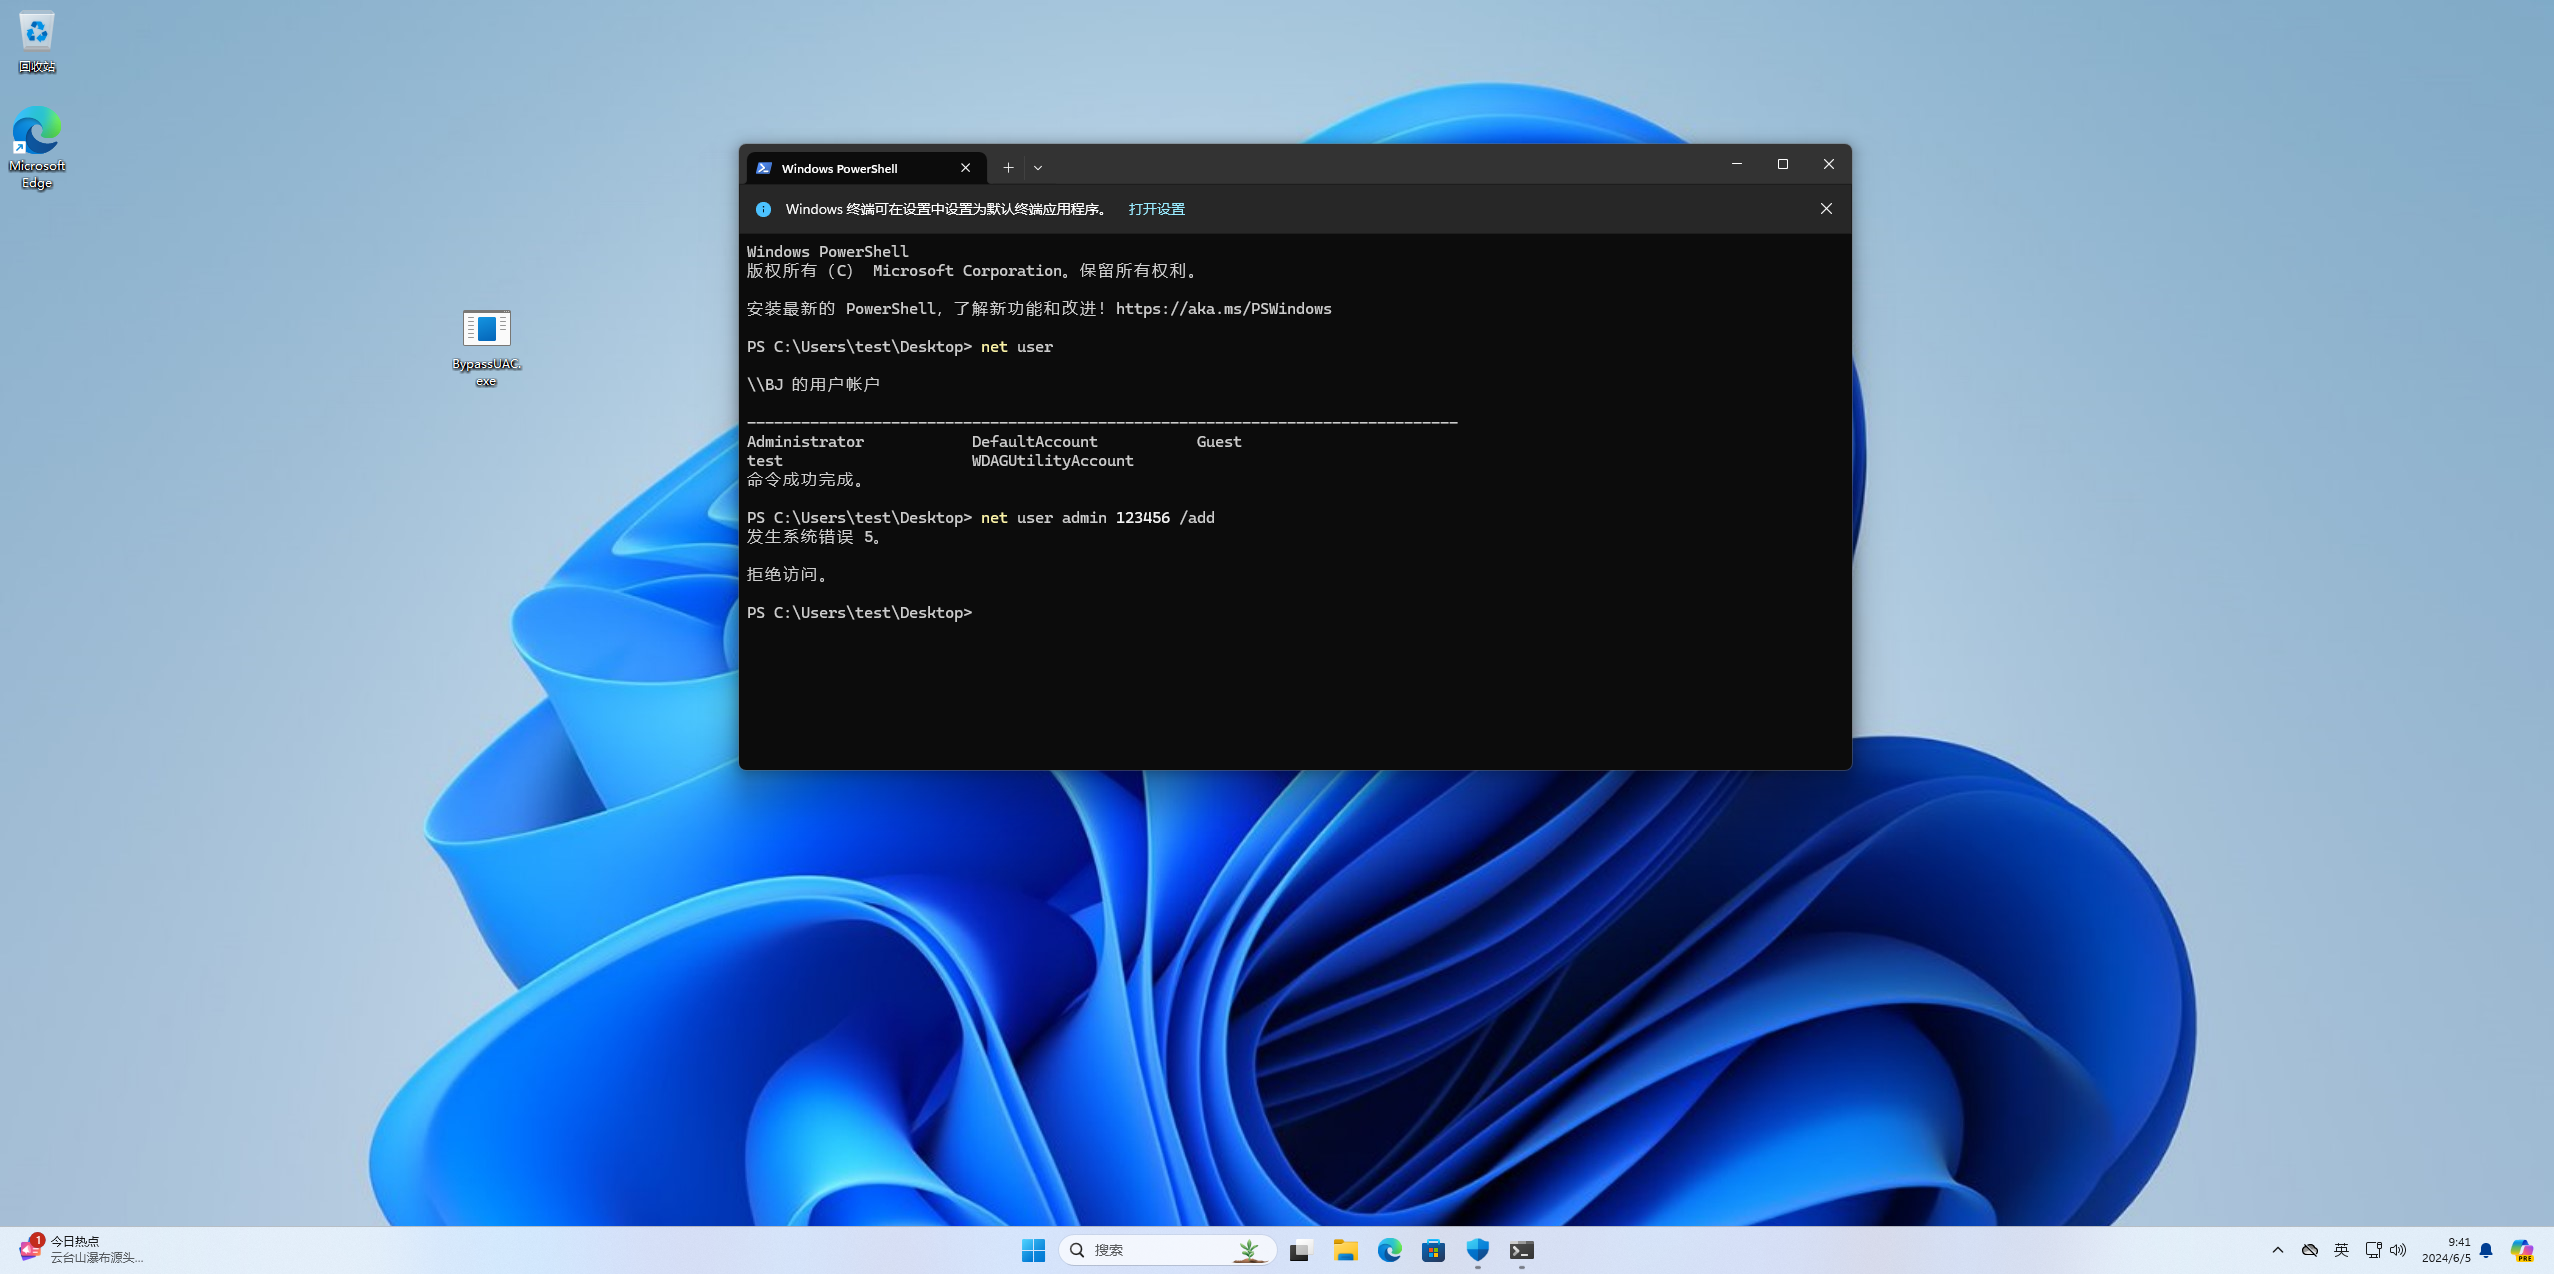 回收站
Microsoft
Edge
BypassUAC.
exe
Windows PowerShell
Windows 终端可在设置中设置为默认终端应用程序。 打开设置
Windows PowerShell
版权所有（C） Microsoft Corporation。保留所有权利。
安装最新的 PowerShell，了解新功能和改进！https://aka.ms/PSWindows
PS C:\Users\test\Desktop> net user
\\BJ 的用户帐户
-------------------------------------------------------------------------------
Administrator            DefaultAccount           Guest
test                     WDAGUtilityAccount
命令成功完成。
PS C:\Users\test\Desktop> net user admin 123456 /add
发生系统错误 5。
拒绝访问。
PS C:\Users\test\Desktop>
1
今日热点
云台山瀑布源头...
搜索
英
9:41
2024/6/5
PRE